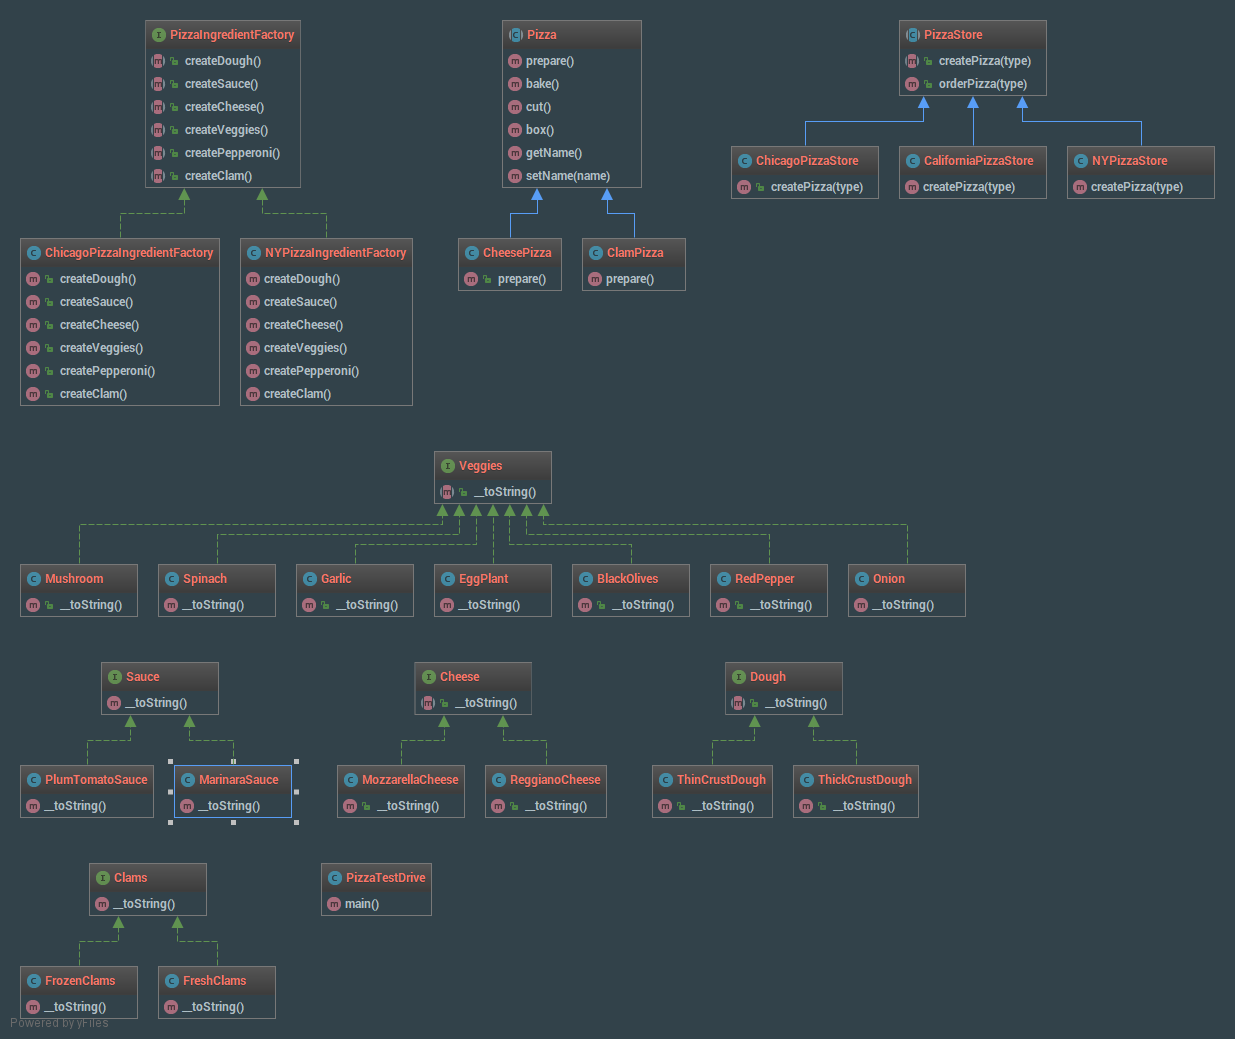 PizzaIngredientFactory
createDough()
createSauce()
createCheese()
createVeggies()
createPepperoni()
createClam()
Pizza
prepare()
bake()
cut()
box()
getName()
setName(name)
PizzaStore
createPizza(type)
orderPizza(type)
ChicagoPizzaStore
createPizza(type)
CaliforniaPizzaStore
createPizza(type)
NYPizzaStore
createPizza(type)
ChicagoPizzaIngredientFactory
createDough()
createSauce()
createCheese()
createVeggies()
createPepperoni()
createClam()
NYPizzaIngredientFactory
createDough()
createSauce()
createCheese()
createVeggies()
createPepperoni()
createClam()
CheesePizza
prepare()
ClamPizza
prepare()
Veggies
__toString()
Mushroom
__toString()
Spinach
__toString()
Garlic
__toString()
EggPlant
__toString()
BlackOlives
__toString()
RedPepper
__toString()
Onion
__toString()
Sauce
__toString()
Cheese
__toString()
Dough
__toString()
PlumTomatoSauce
__toString()
MarinaraSauce
__toString()
MozzarellaCheese
__toString()
ReggianoCheese
__toString()
ThinCrustDough
__toString()
ThickCrustDough
__toString()
Clams
__toString()
PizzaTestDrive
main()
FrozenClams
__toString()
FreshClams
__toString()
Powered by yFiles